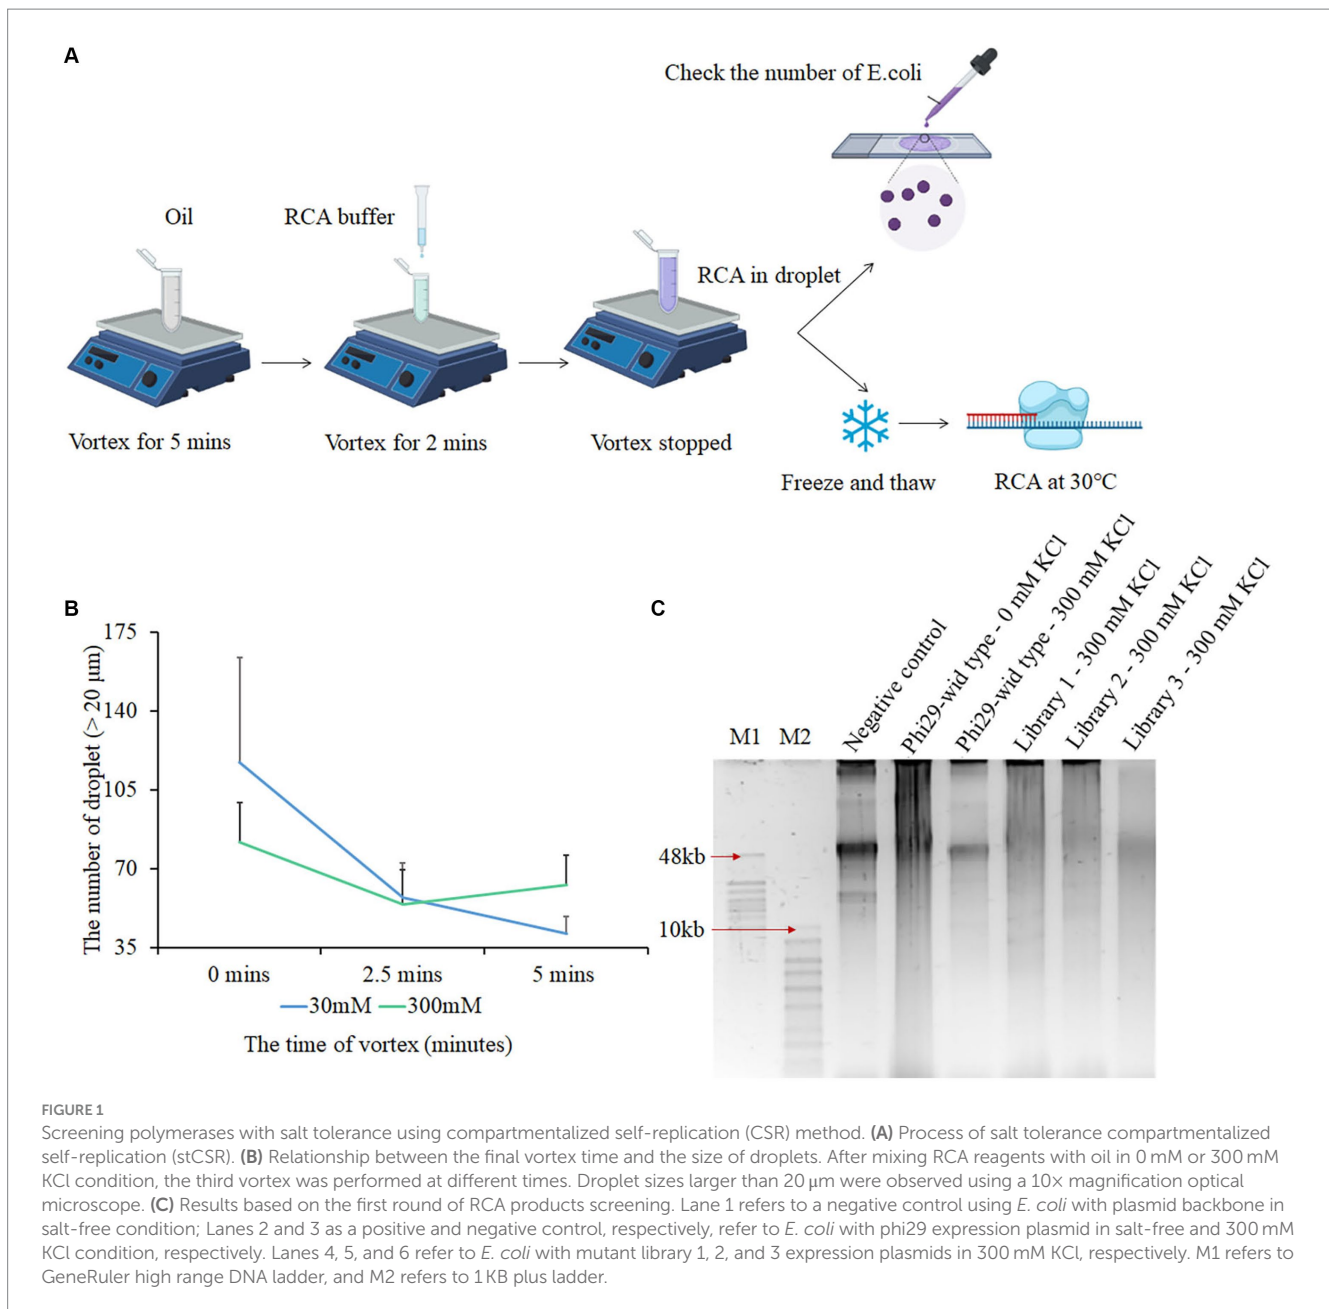 A
Check the number of E.coli
Oil
RCA buffer
RCA in droplet
Vortex for 5 mins
Vortex for 2 mins
Vortex stopped
Freeze and thaw
RCA at 30°C
B
The number of droplet (> 20 μm)
175
140
105
70
35
0 mins
2.5 mins
5 mins
30mM
300mM
The time of vortex (minutes)
C
M1
M2
Negative control
Phi29-wid type - 0 mM KCl
Phi29-wid type - 300 mM KCl
Library 1 - 300 mM KCl
Library 2 - 300 mM KCl
Library 3 - 300 mM KCl
48kb
10kb
FIGURE 1
Screening polymerases with salt tolerance using compartmentalized self-replication (CSR) method. (A) Process of salt tolerance compartmentalized
self-replication (stCSR). (B) Relationship between the final vortex time and the size of droplets. After mixing RCA reagents with oil in 0 mM or 300 mM
KCl condition, the third vortex was performed at different times. Droplet sizes larger than 20 μm were observed using a 10× magnification optical
microscope. (C) Results based on the first round of RCA products screening. Lane 1 refers to a negative control using E. coli with plasmid backbone in
salt-free condition; Lanes 2 and 3 as a positive and negative control, respectively, refer to E. coli with phi29 expression plasmid in salt-free and 300 mM
KCl condition, respectively. Lanes 4, 5, and 6 refer to E. coli with mutant library 1, 2, and 3 expression plasmids in 300 mM KCl, respectively. M1 refers to
GeneRuler high range DNA ladder, and M2 refers to 1 KB plus ladder.